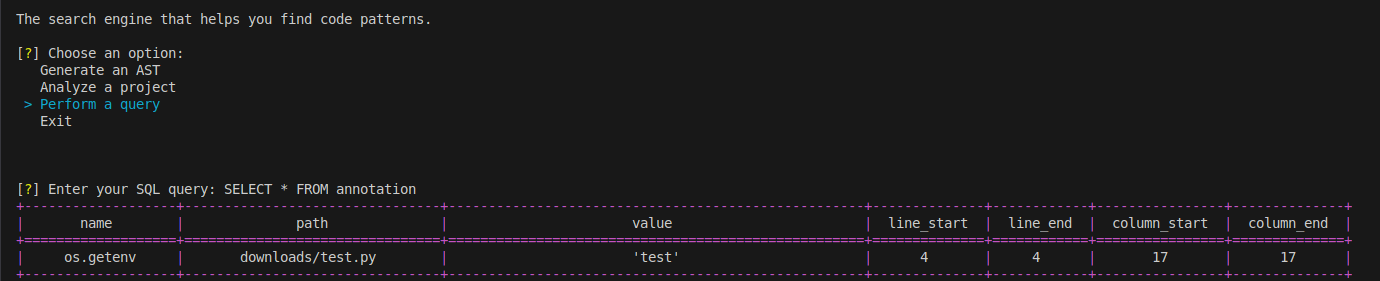 The search engine that helps you find code patterns.
[?] Choose an option:
Generate an AST
Analyze a project
> Perform a query
Exit
[?] Enter your SQL query: SELECT * FROM annotation
name path value line_start line_end column_start column_end
os.getenv downloads/test.py 'test' 4 4 17 17